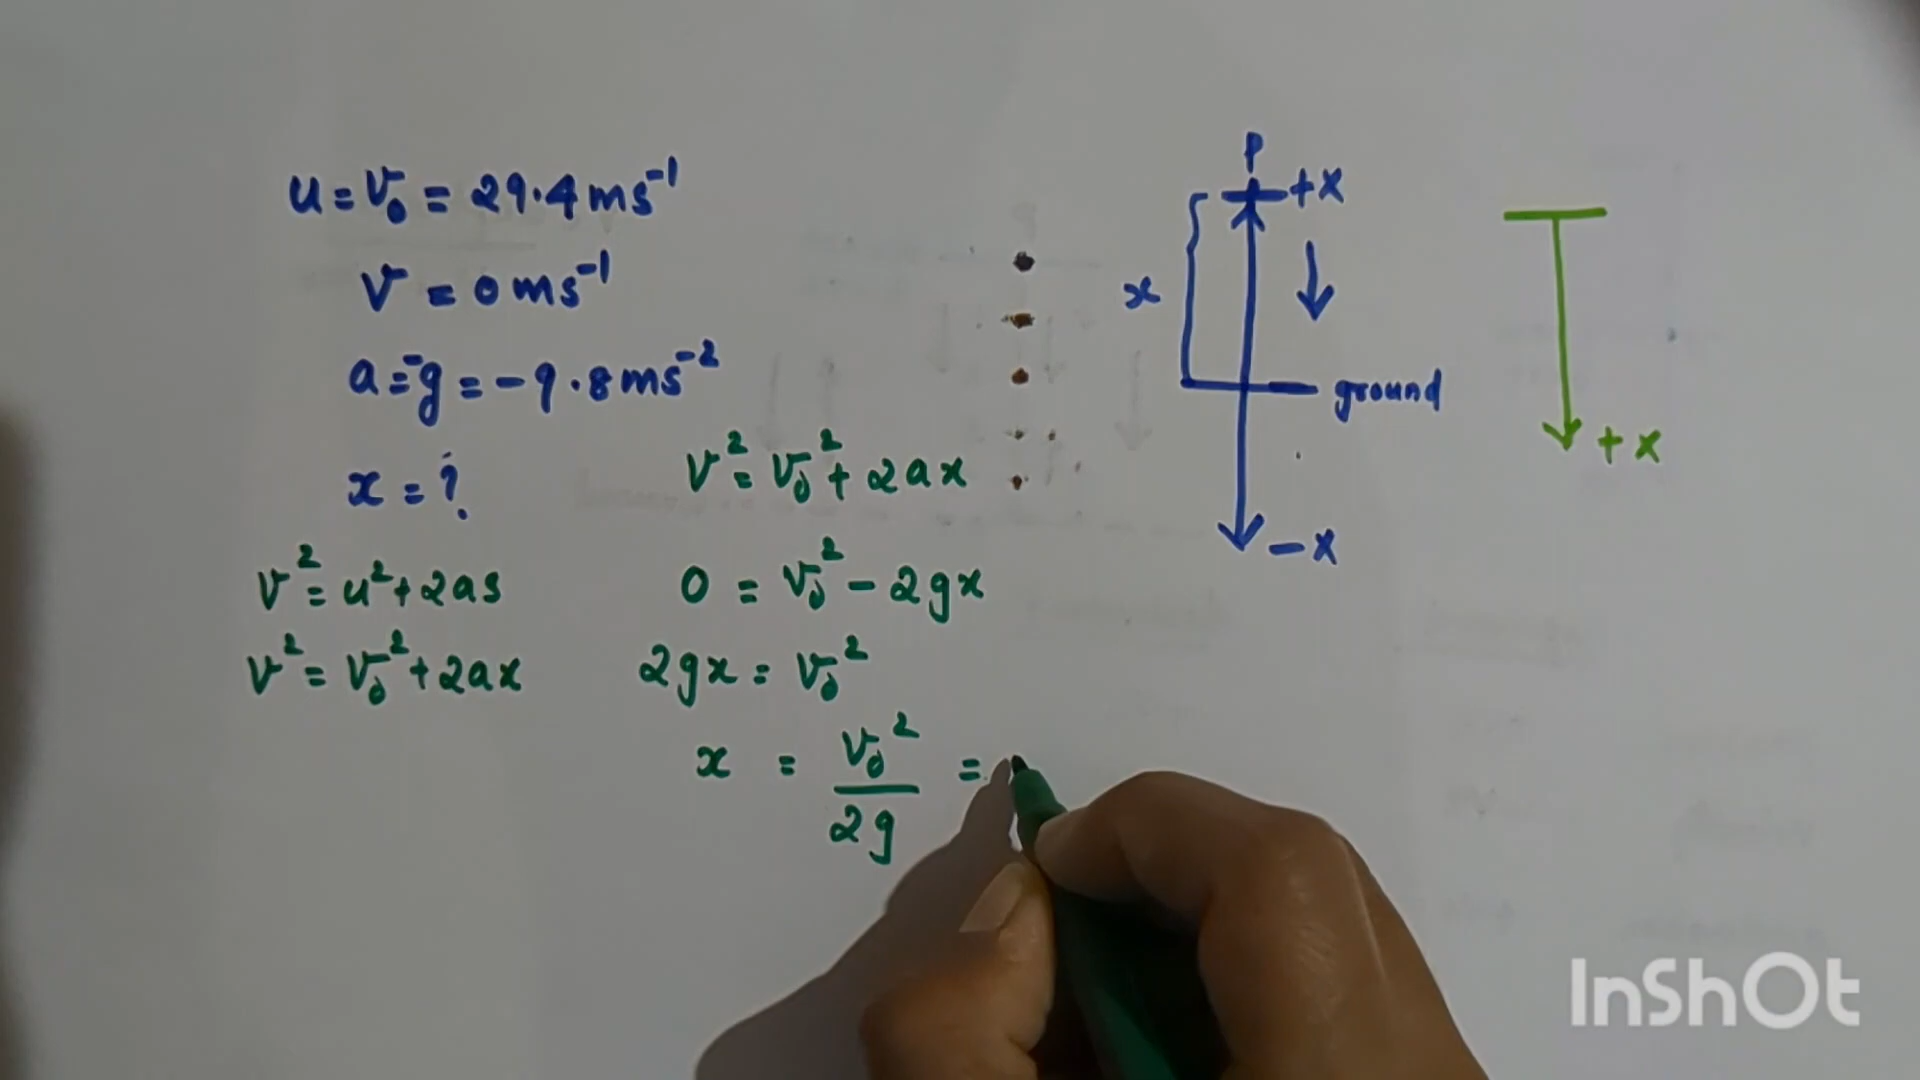 u = v₀ = 29.4 ms⁻¹
v = 0 ms⁻¹
a = -g = -9.8 ms⁻²
x = ?
v² = u² + 2as
v² = v₀² + 2ax
v² = v₀² + 2ax
0 = v₀² - 2gx
2gx = v₀²
x = v₀²/2g =
P
+x
x
ground
-x
+x
InShOt